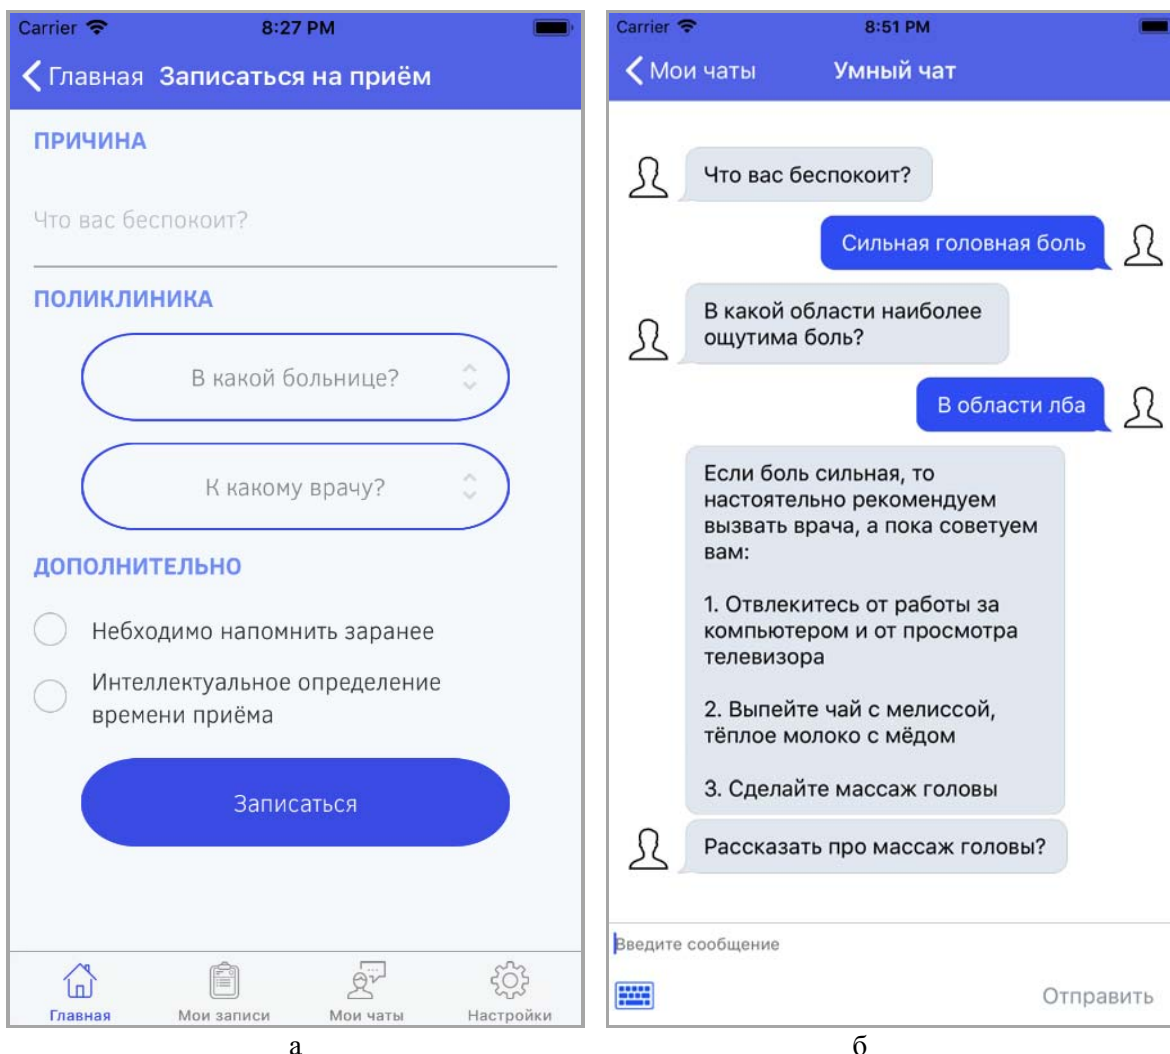 Carrier 8:27 PM
Главная Записаться на приём
ПРИЧИНА
Что вас беспокоит?
ПОЛИКЛИНИКА
В какой больнице?
К какому врачу?
ДОПОЛНИТЕЛЬНО
Небходимо напомнить заранее
Интеллектуальное определение
времени приёма
Записаться
Главная Мои записи Мои чаты Настройки
а
Carrier 8:51 PM
Мои чаты Умный чат
Что вас беспокоит?
Сильная головная боль
В какой области наиболее
ощутима боль?
В области лба
Если боль сильная, то
настоятельно рекомендуем
вызвать врача, а пока советуем
вам:
1. Отвлекитесь от работы за
компьютером и от просмотра
телевизора
2. Выпейте чай с мелиссой,
тёплое молоко с мёдом
3. Сделайте массаж головы
Рассказать про массаж головы?
Введите сообщение
Отправить
б